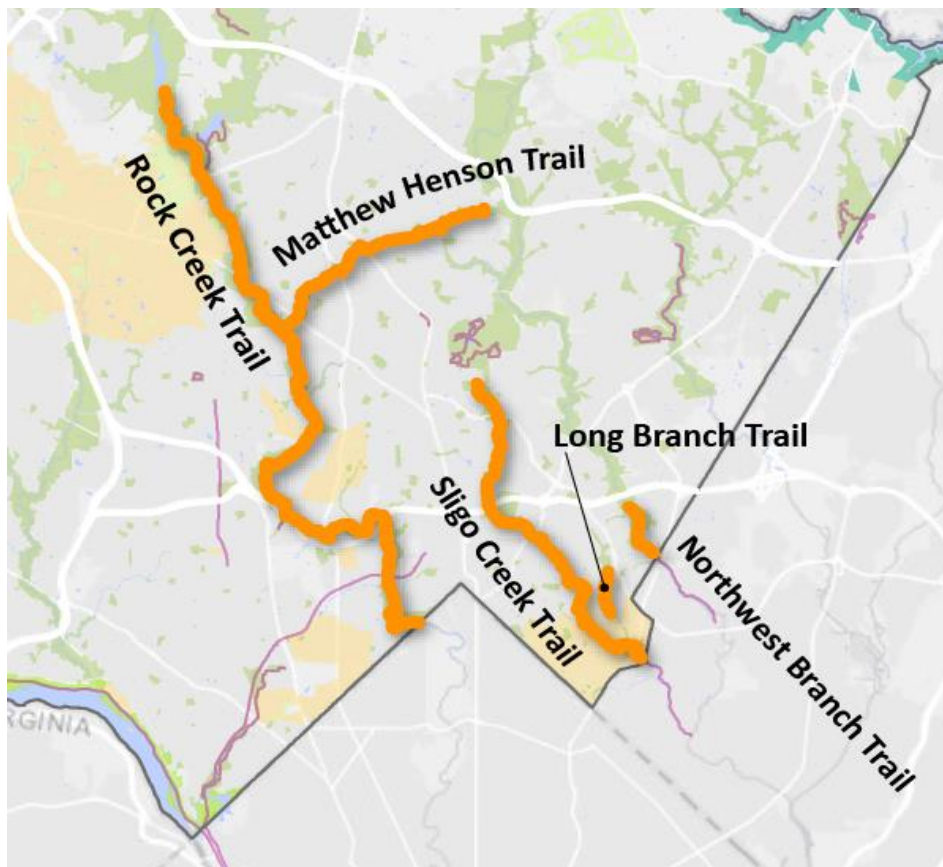 Rock Creek Trail
Matthew Henson Trail
Long Branch Trail
Sligo Creek Trail
Northwest Branch Trail
RGINIA